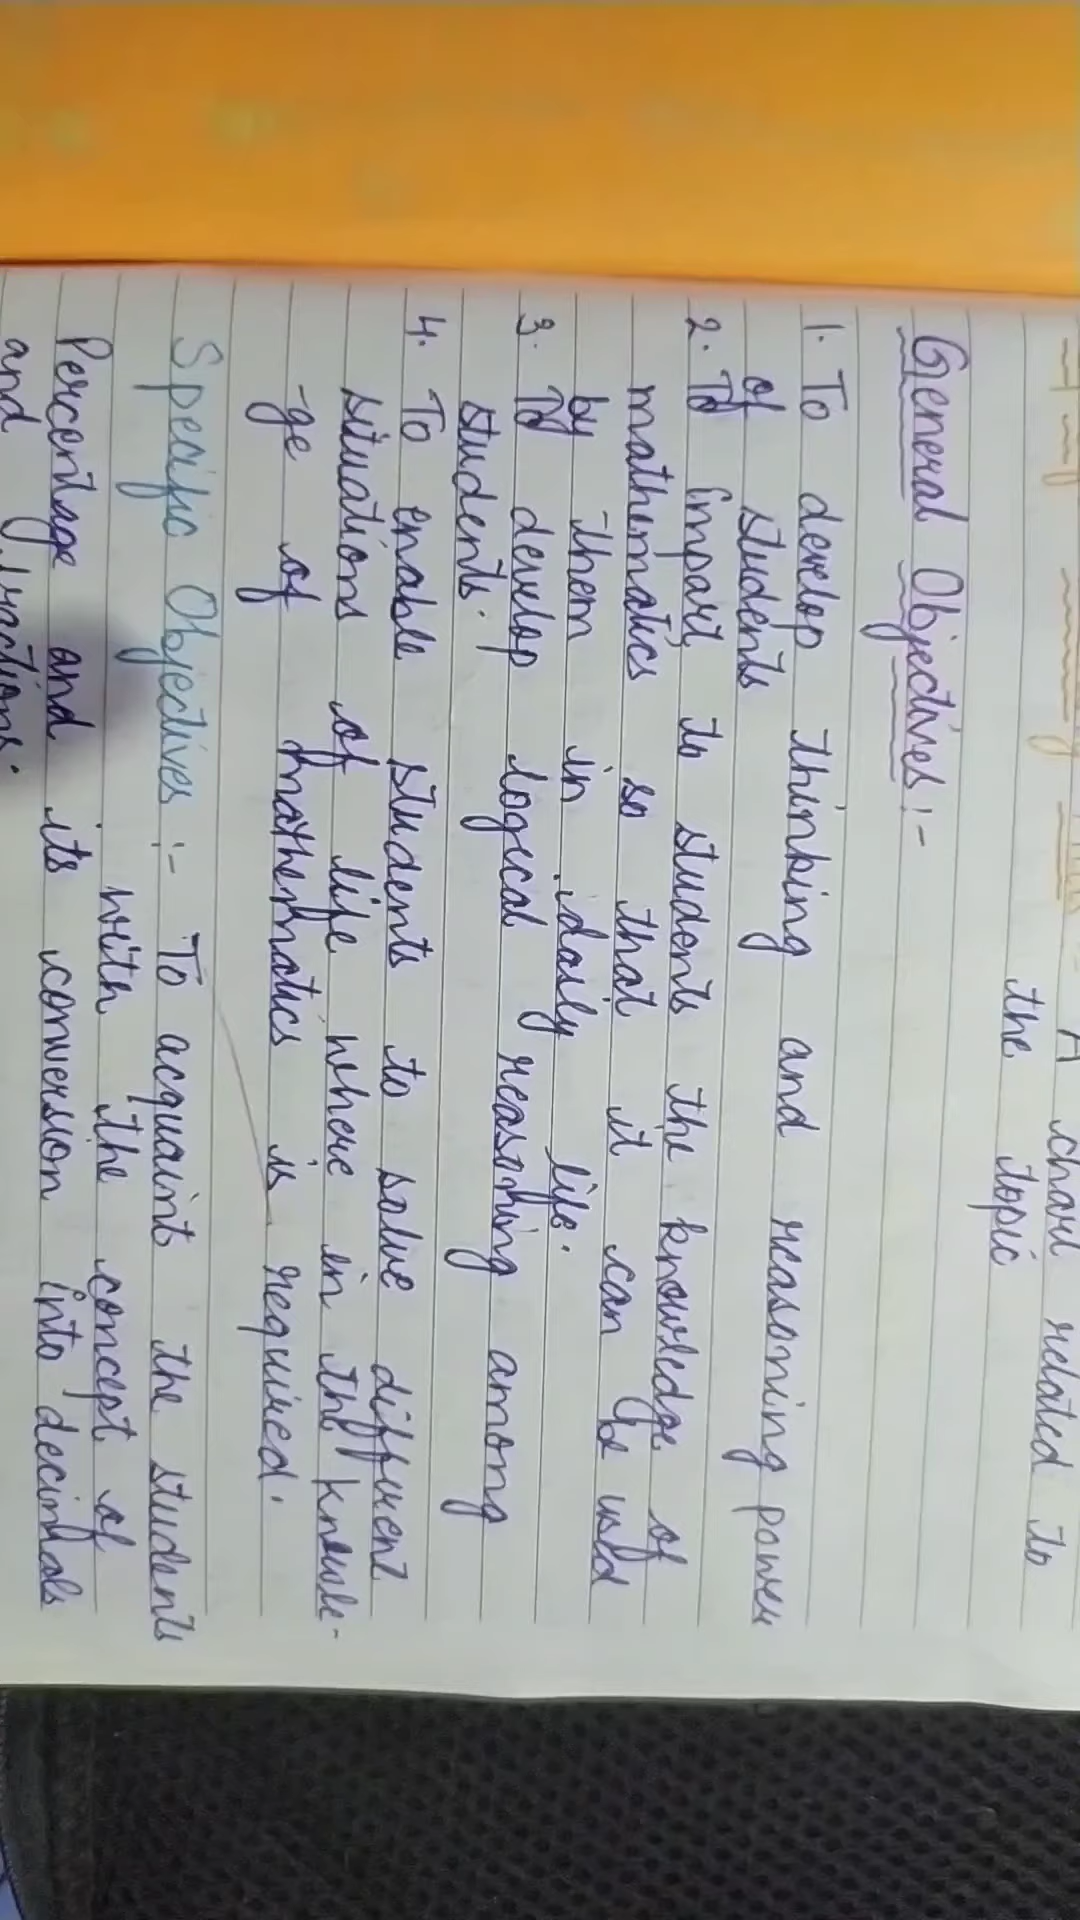 A chart related to
the topic
General Objectives :-
1. To develop thinking and reasoning power
of students
2. To impart to students the knowledge of
mathematics so that it can be used
by them in daily life.
3. To develop logical reasoning among
students.
4. To enable students to solve different
situations of life where in the knowle-
-ge of mathematics is required.
Specific Objectives :- To acquaint the students
with the concept of
Percentage and its conversion into decimals
and fractions.